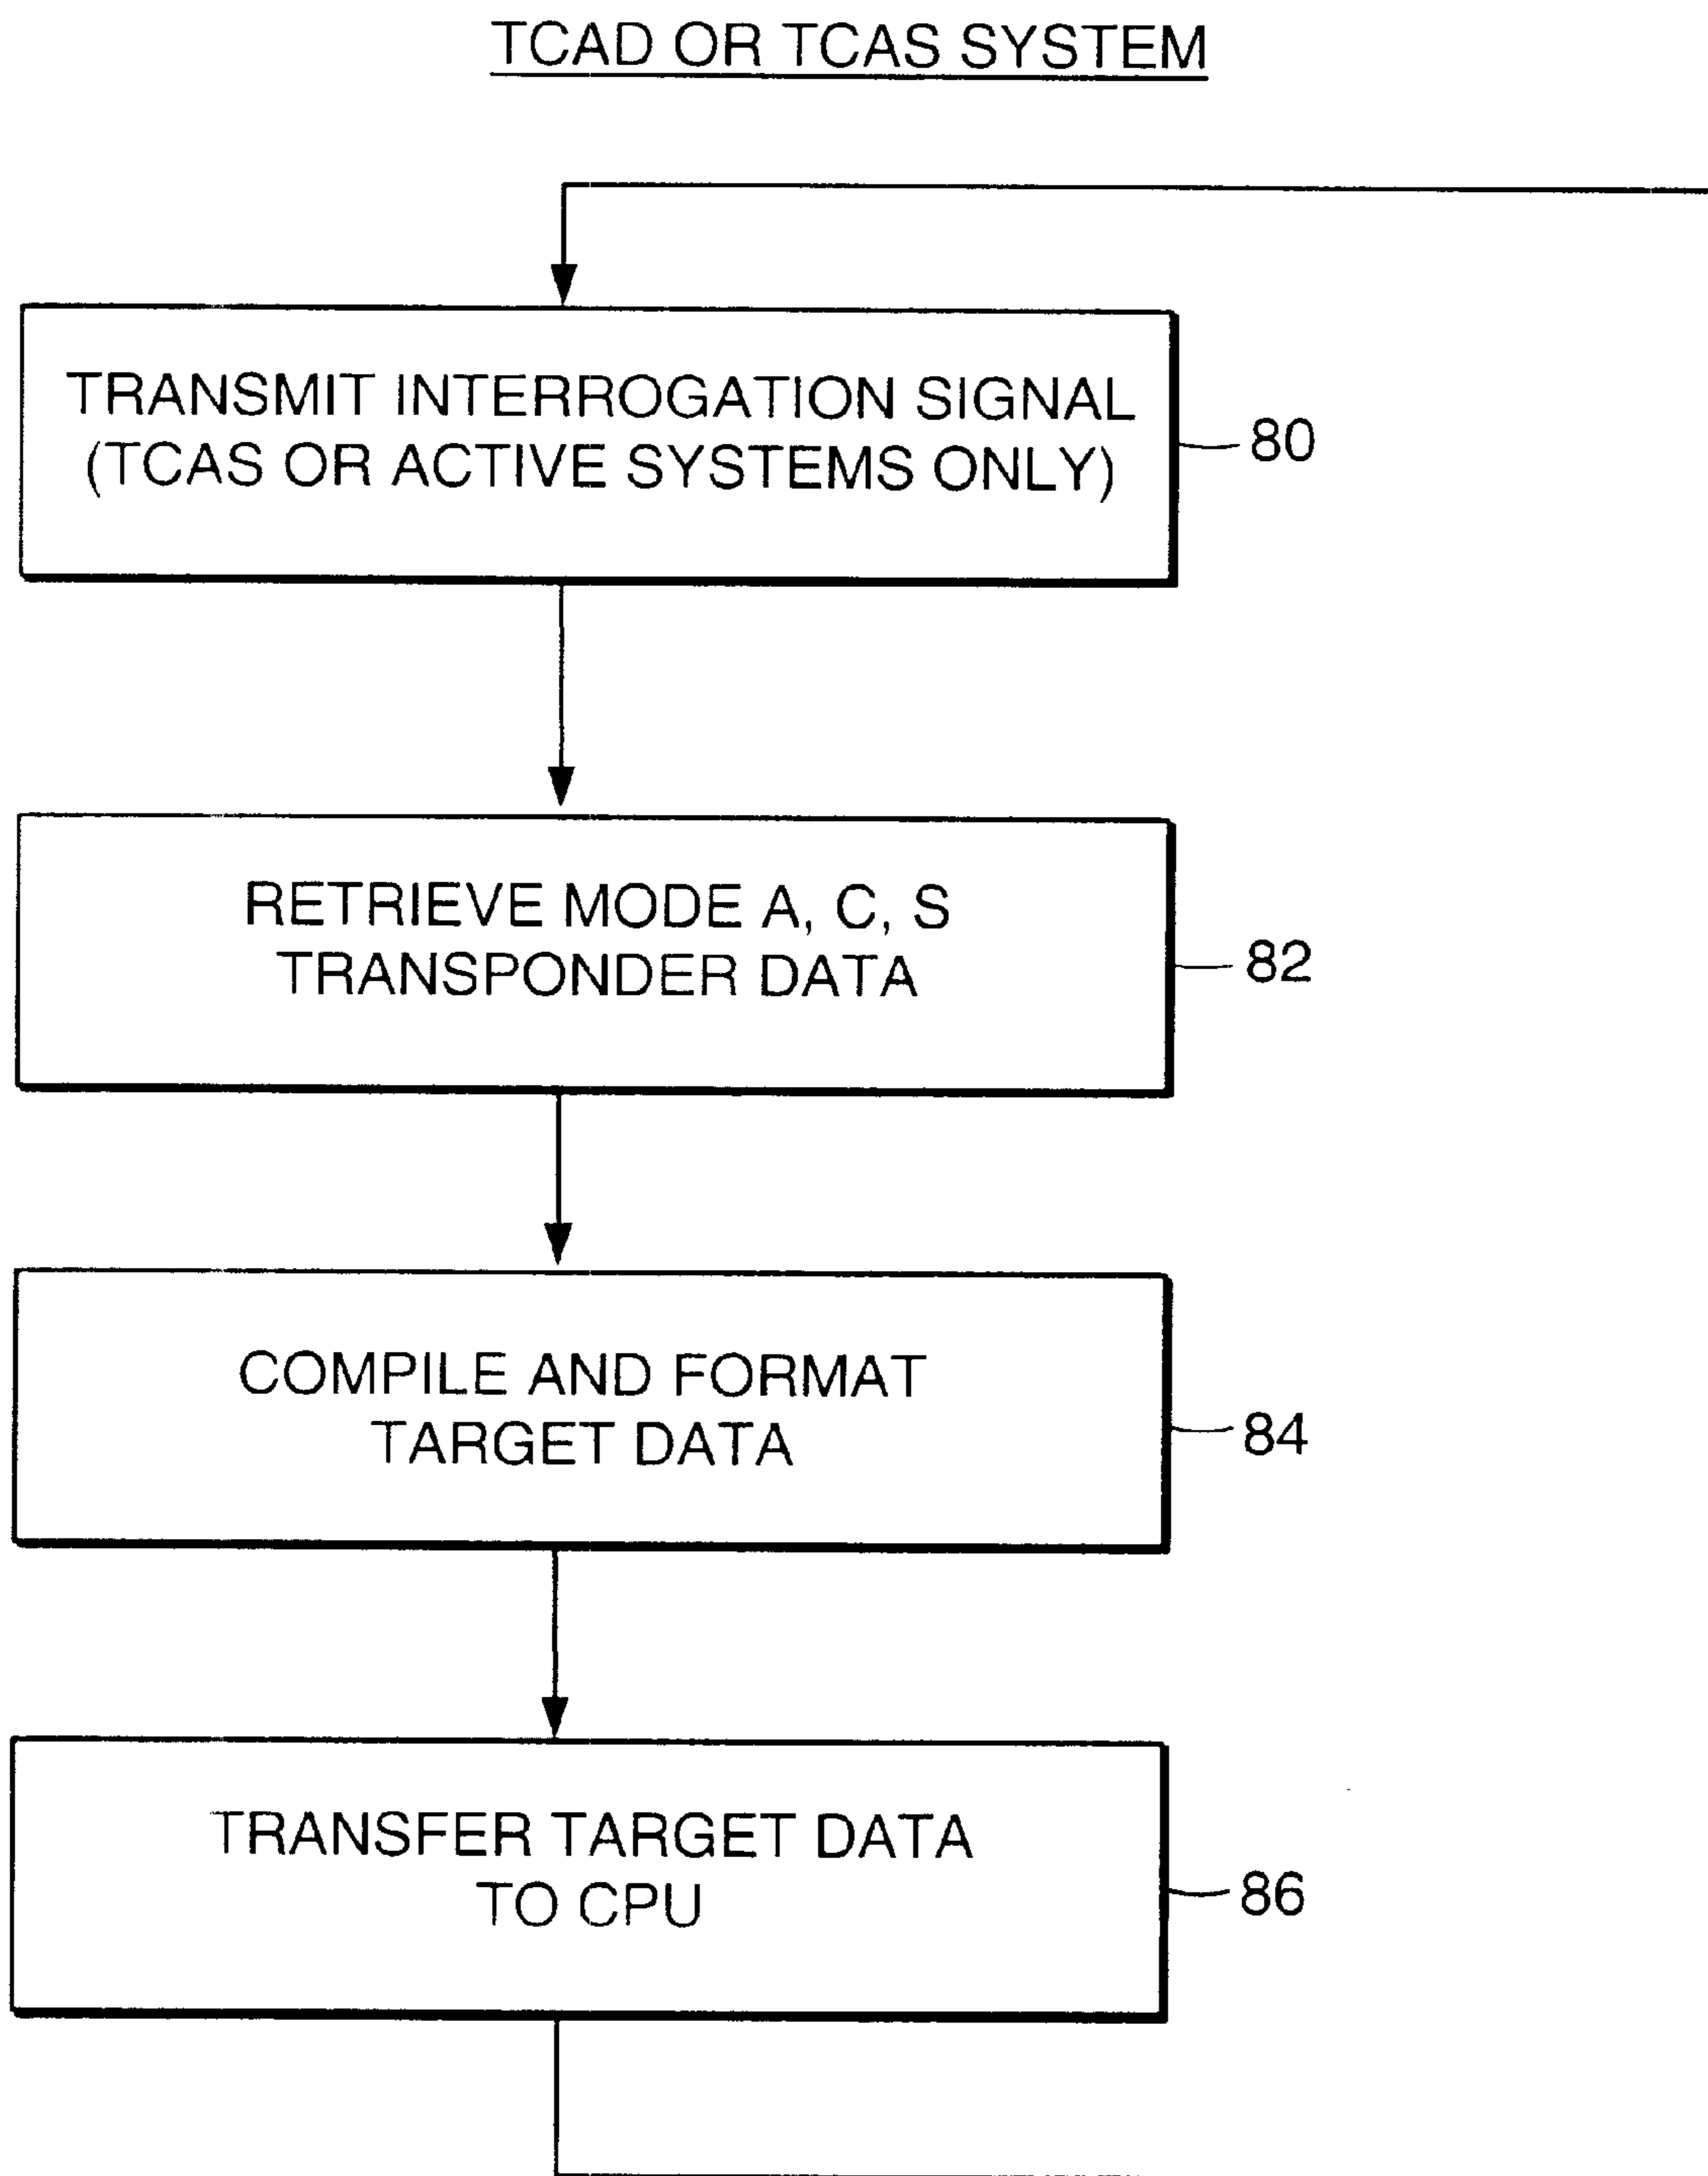 TCAD OR TCAS SYSTEM
TRANSMIT INTERROGATION SIGNAL
(TCAS OR ACTIVE SYSTEMS ONLY)
80
RETRIEVE MODE A, C, S
TRANSPONDER DATA
82
COMPILE AND FORMAT
TARGET DATA
84
TRANSFER TARGET DATA
TO CPU
86